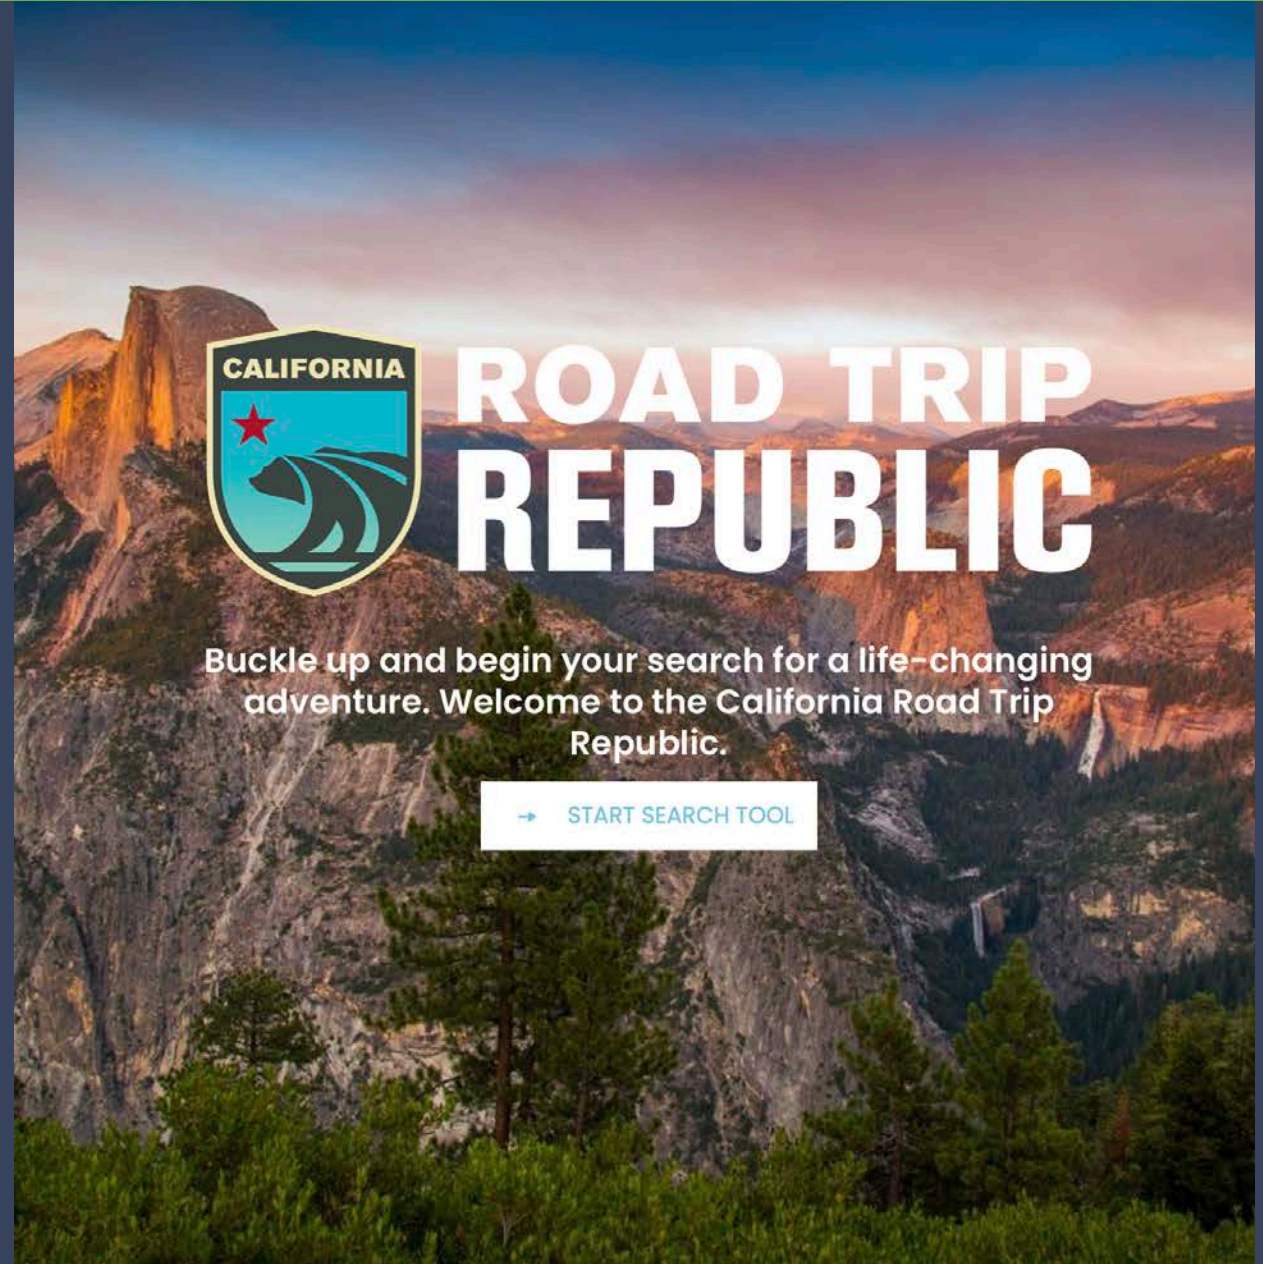 CALIFORNIA
ROAD TRIP
REPUBLIC
Buckle up and begin your search for a life-changing
adventure. Welcome to the California Road Trip
Republic.
→ START SEARCH TOOL